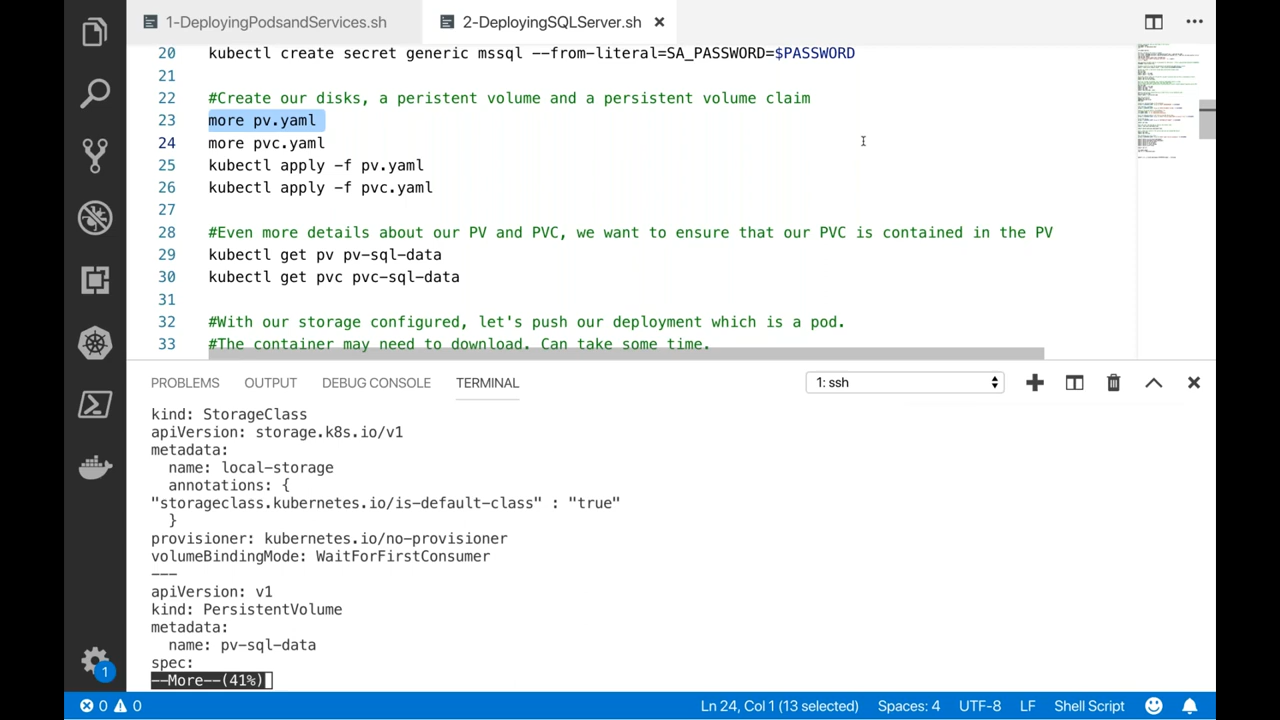 1-DeployingPodsandServices.sh
2-DeployingSQLServer.sh
20 kubectl create secret generic mssql --from-literal=SA_PASSWORD=$PASSWORD
21
22 #Create our disks, a peristent volume and a persistent volume claim
23 more pv.yaml
24 more pvc.yaml
25 kubectl apply -f pv.yaml
26 kubectl apply -f pvc.yaml
27
28 #Even more details about our PV and PVC, we want to ensure that our PVC is contained in the PV
29 kubectl get pv pv-sql-data
30 kubectl get pvc pvc-sql-data
31
32 #With our storage configured, let's push our deployment which is a pod.
33 #The container may need to download. Can take some time.
PROBLEMS OUTPUT DEBUG CONSOLE TERMINAL 1: ssh
kind: StorageClass
apiVersion: storage.k8s.io/v1
metadata:
  name: local-storage
  annotations: {
"storageclass.kubernetes.io/is-default-class" : "true"
  }
provisioner: kubernetes.io/no-provisioner
volumeBindingMode: WaitForFirstConsumer
---
apiVersion: v1
kind: PersistentVolume
metadata:
  name: pv-sql-data
spec:
--More--(41%)
1
0 0 Ln 24, Col 1 (13 selected) Spaces: 4 UTF-8 LF Shell Script